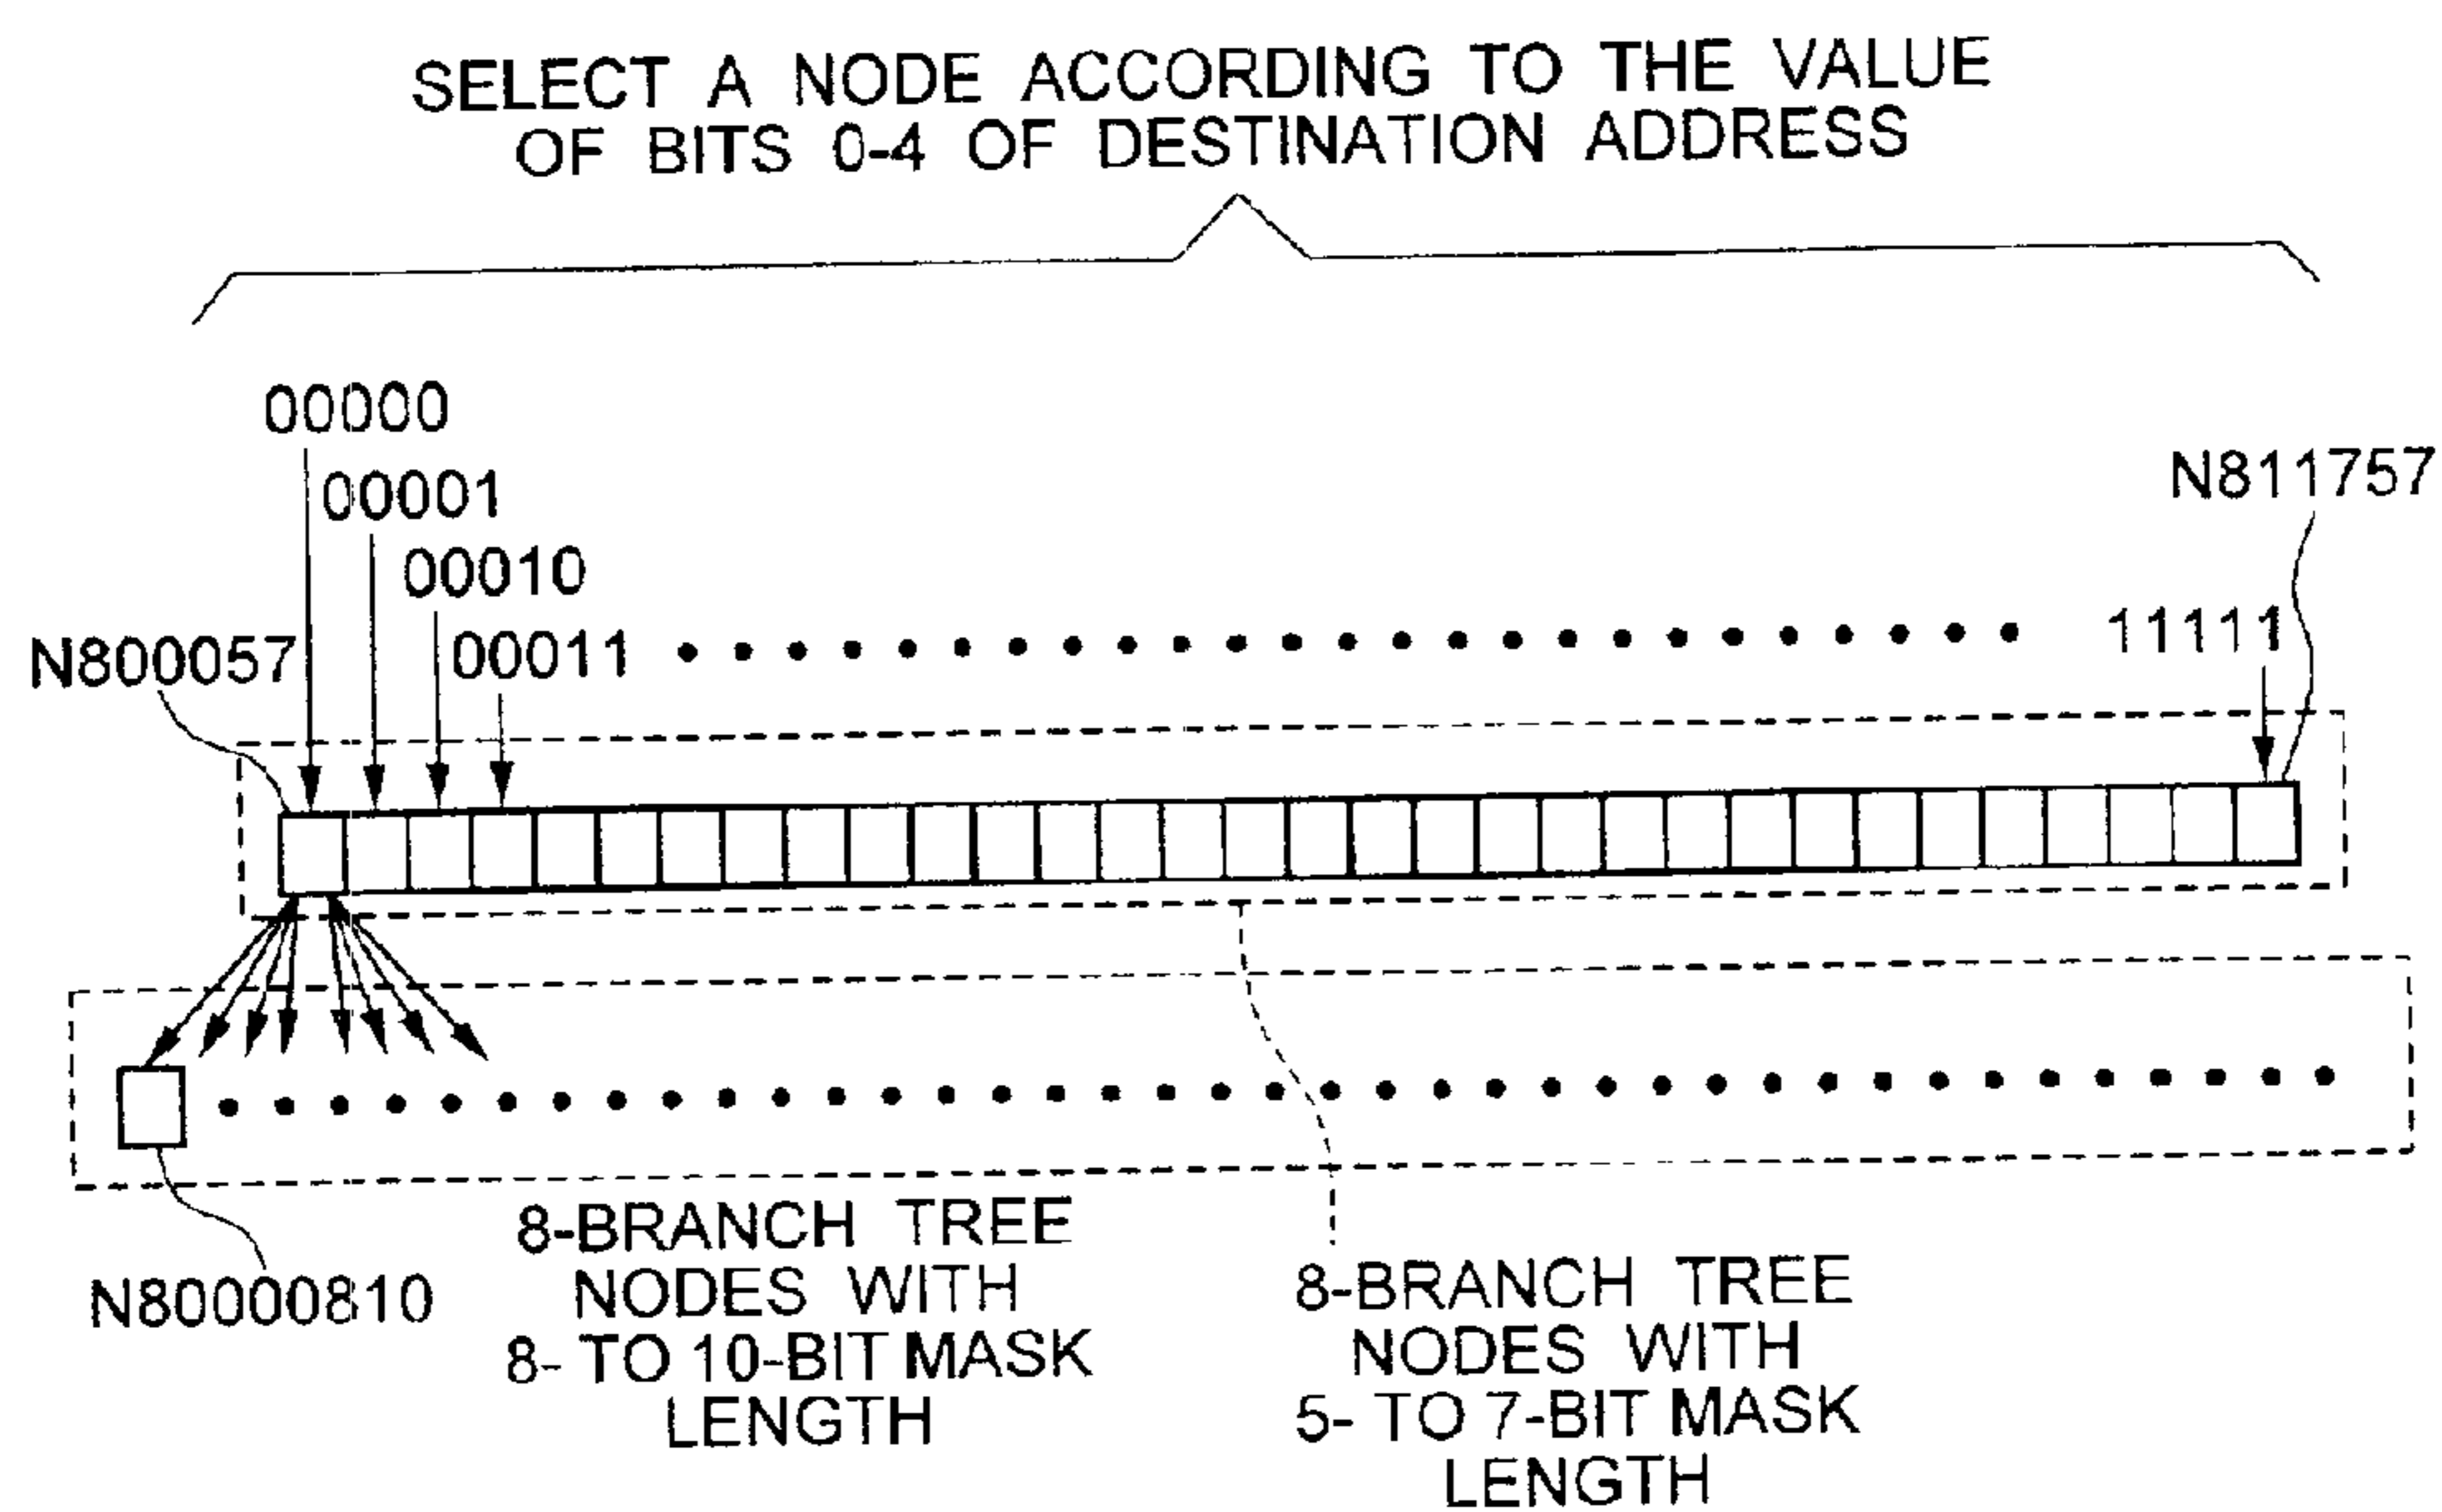 SELECT A NODE ACCORDING TO THE VALUE
OF BITS 0-4 OF DESTINATION ADDRESS
00000
00001
N811757
00010
N800057
00011
11111
8-BRANCH TREE
NODES WITH
8- TO 10-BIT MASK
LENGTH
N80000810
8-BRANCH TREE
NODES WITH
5- TO 7-BIT MASK
LENGTH